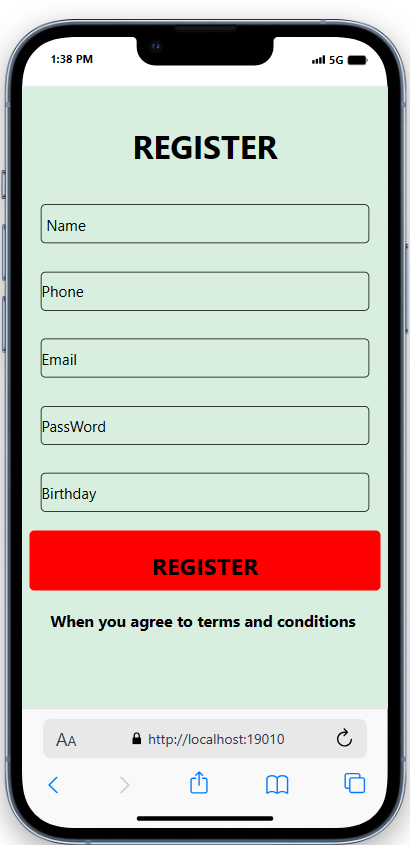 1:38 PM
5G
REGISTER
Name
Phone
Email
PassWord
Birthday
REGISTER
When you agree to terms and conditions
AA
http://localhost:19010